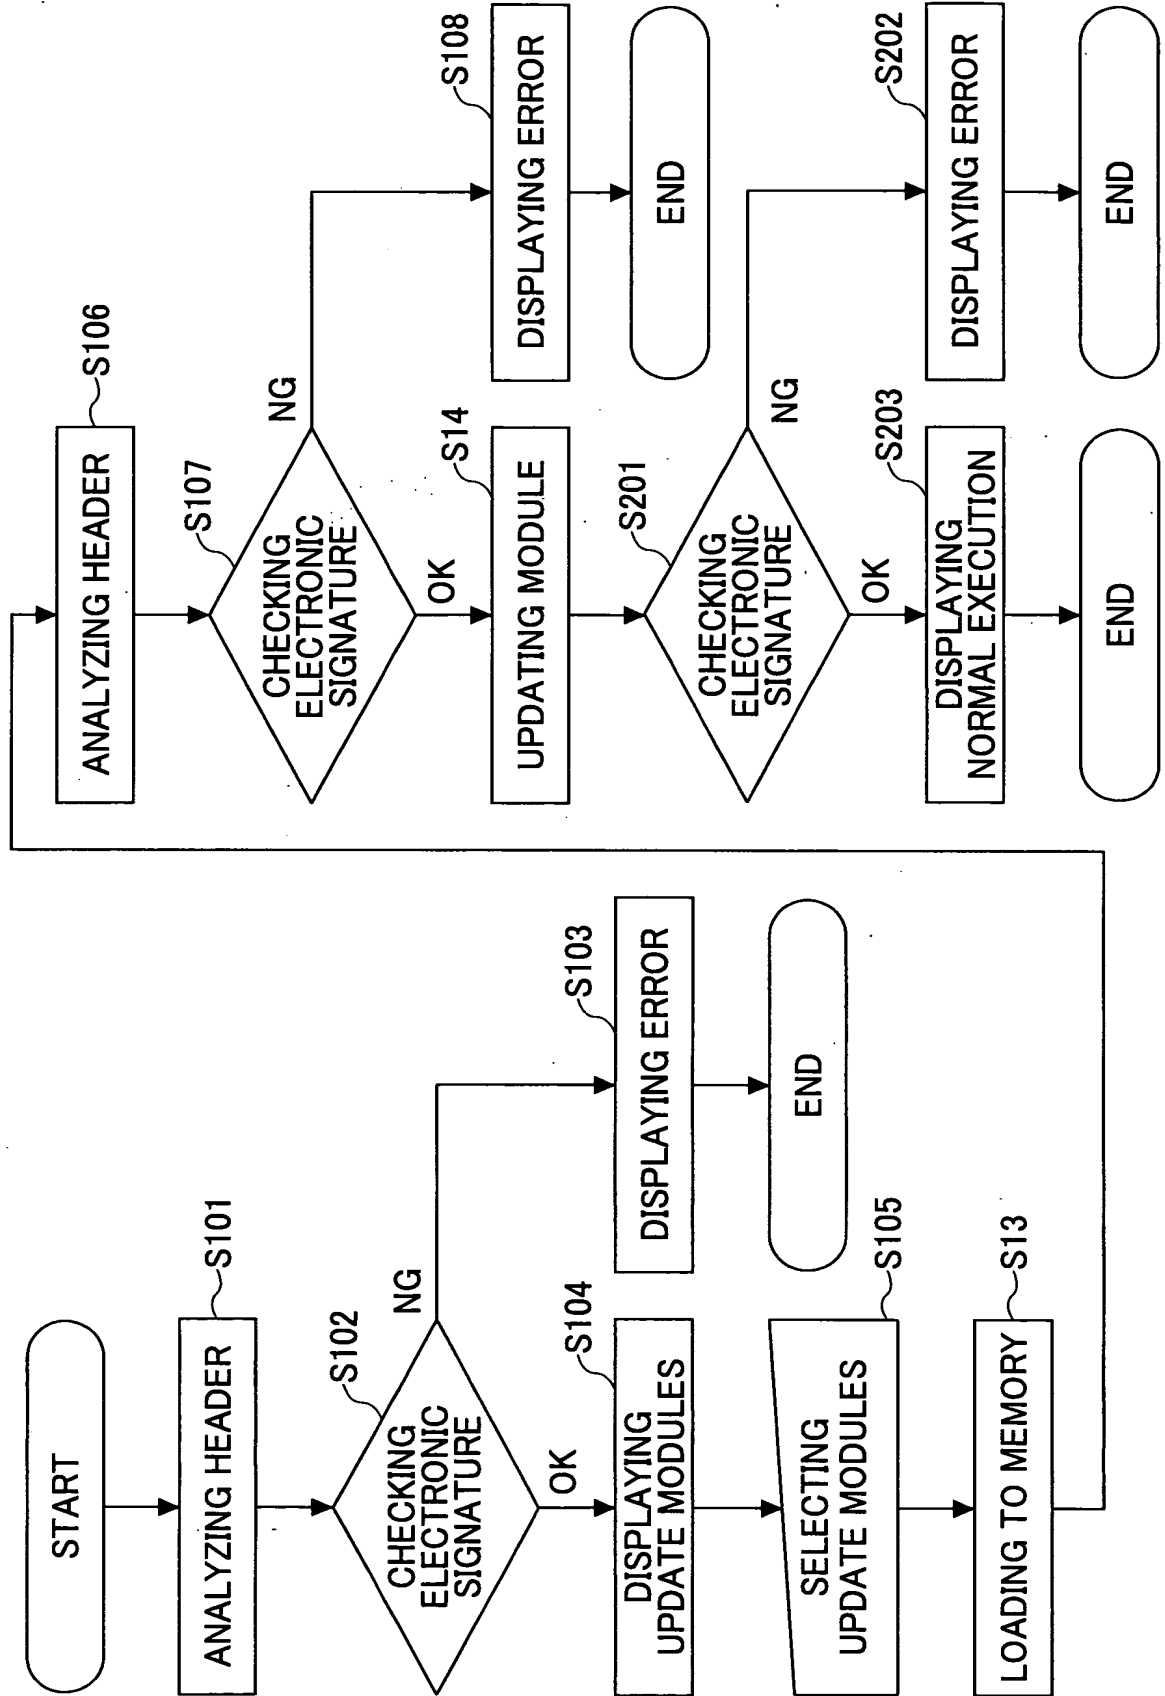 START
S101
ANALYZING HEADER
S102
CHECKING
ELECTRONIC
SIGNATURE
NG
OK
S103
DISPLAYING ERROR
END
S104
DISPLAYING
UPDATE MODULES
S105
SELECTING
UPDATE MODULES
S13
LOADING TO MEMORY
S106
ANALYZING HEADER
S107
CHECKING
ELECTRONIC
SIGNATURE
NG
OK
S108
DISPLAYING ERROR
END
S14
UPDATING MODULE
S201
CHECKING
ELECTRONIC
SIGNATURE
NG
OK
S202
DISPLAYING ERROR
END
S203
DISPLAYING
NORMAL EXECUTION
END